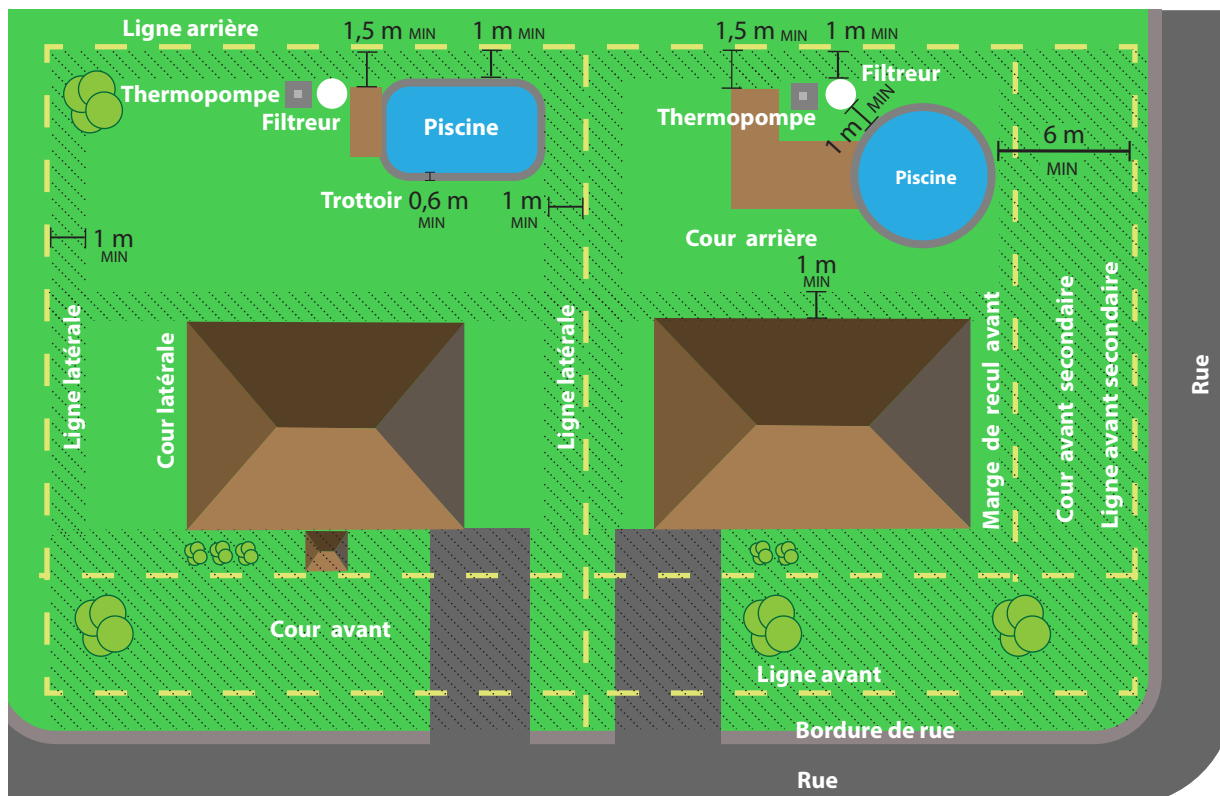 Ligne arrière
1,5 m MIN
1 m MIN
1,5 m MIN
1 m MIN
Thermopompe
Filtreur
Piscine
Filtreur
Thermopompe
1 m
MIN
Piscine
6 m
MIN
Trottoir 0,6 m
MIN
1 m
MIN
1 m
MIN
Cour arrière
1 m
MIN
Ligne latérale
Cour latérale
Ligne latérale
Marge de recul avant
Cour avant secondaire
Ligne avant secondaire
Rue
Cour avant
Ligne avant
Bordure de rue
Rue